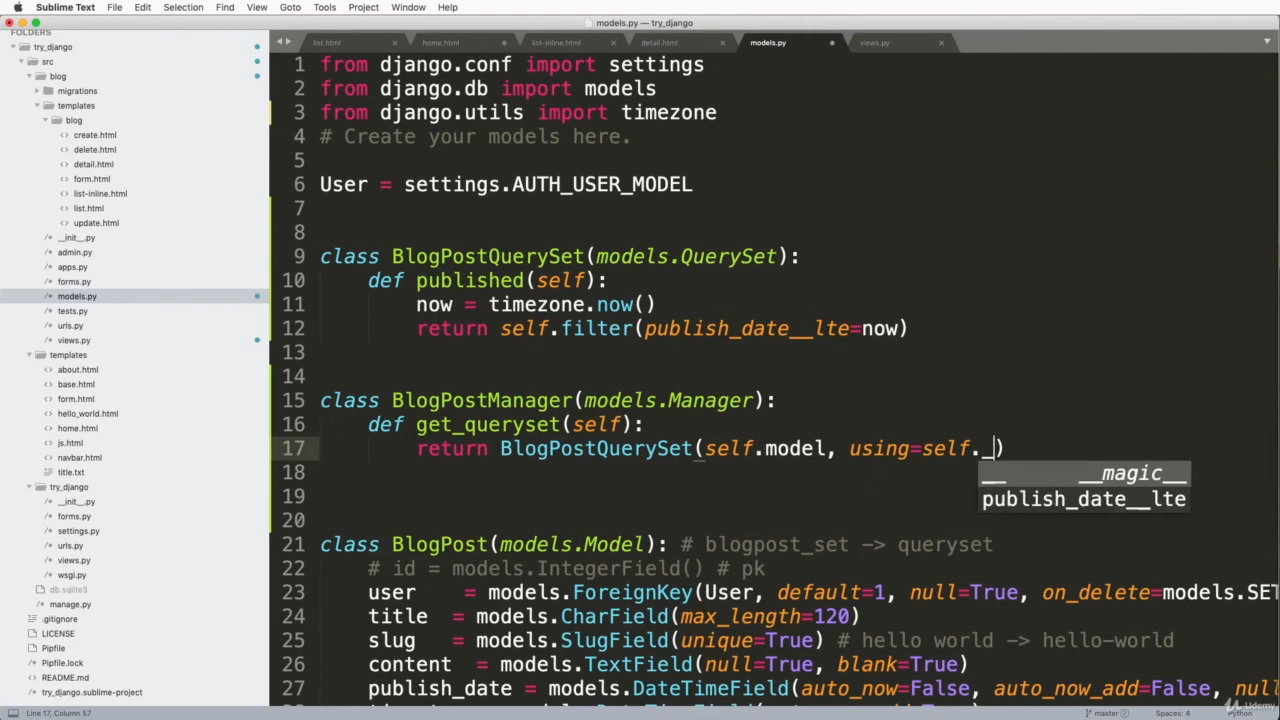 Sublime Text File Edit Selection Find View Goto Tools Project Window Help
models.py — try_django
FOLDERS
try_django
src
blog
migrations
templates
blog
create.html
delete.html
detail.html
form.html
list-inline.html
list.html
update.html
__init__.py
admin.py
apps.py
forms.py
models.py
tests.py
urls.py
views.py
templates
about.html
base.html
form.html
hello_world.html
home.html
js.html
navbar.html
title.txt
try_django
__init__.py
forms.py
settings.py
urls.py
views.py
wsgi.py
db.sqlite3
manage.py
.gitignore
LICENSE
Pipfile
Pipfile.lock
README.md
try_django.sublime-project
list.html home.html list-inline.html detail.html models.py views.py
1 from django.conf import settings
2 from django.db import models
3 from django.utils import timezone
4 # Create your models here.
5
6 User = settings.AUTH_USER_MODEL
7
8
9 class BlogPostQuerySet(models.QuerySet):
10 def published(self):
11 now = timezone.now()
12 return self.filter(publish_date__lte=now)
13
14
15 class BlogPostManager(models.Manager):
16 def get_queryset(self):
17 return BlogPostQuerySet(self.model, using=self._)
__ __magic__
publish_date__lte
18
19
20
21 class BlogPost(models.Model): # blogpost_set -> queryset
22 # id = models.IntegerField() # pk
23 user = models.ForeignKey(User, default=1, null=True, on_delete=models.SET
24 title = models.CharField(max_length=120)
25 slug = models.SlugField(unique=True) # hello world -> hello-world
26 content = models.TextField(null=True, blank=True)
27 publish_date = models.DateTimeField(auto_now=False, auto_now_add=False, null
Line 17, Column 57
master
Spaces: 4
Python
Udemy